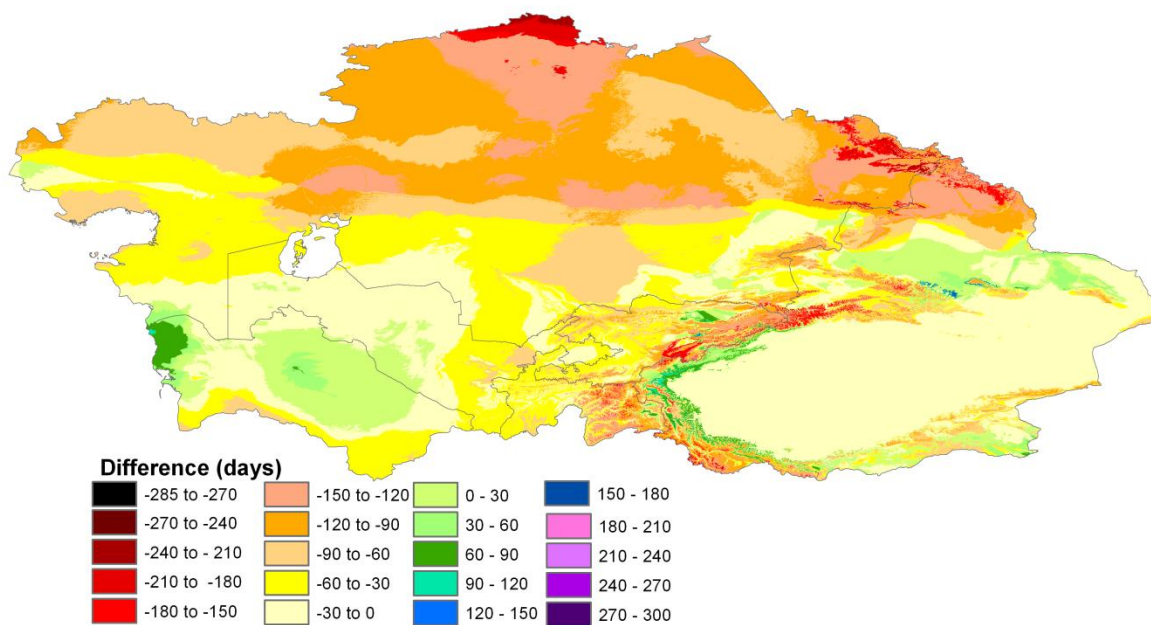 Difference (days)
-285 to -270
-270 to -240
-240 to - 210
-210 to  -180
-180 to -150
-150 to -120
-120 to -90
-90 to -60
-60 to -30
-30 to 0
0 - 30
30 - 60
60 - 90
90 - 120
120 - 150
150 - 180
180 - 210
210 - 240
240 - 270
270 - 300